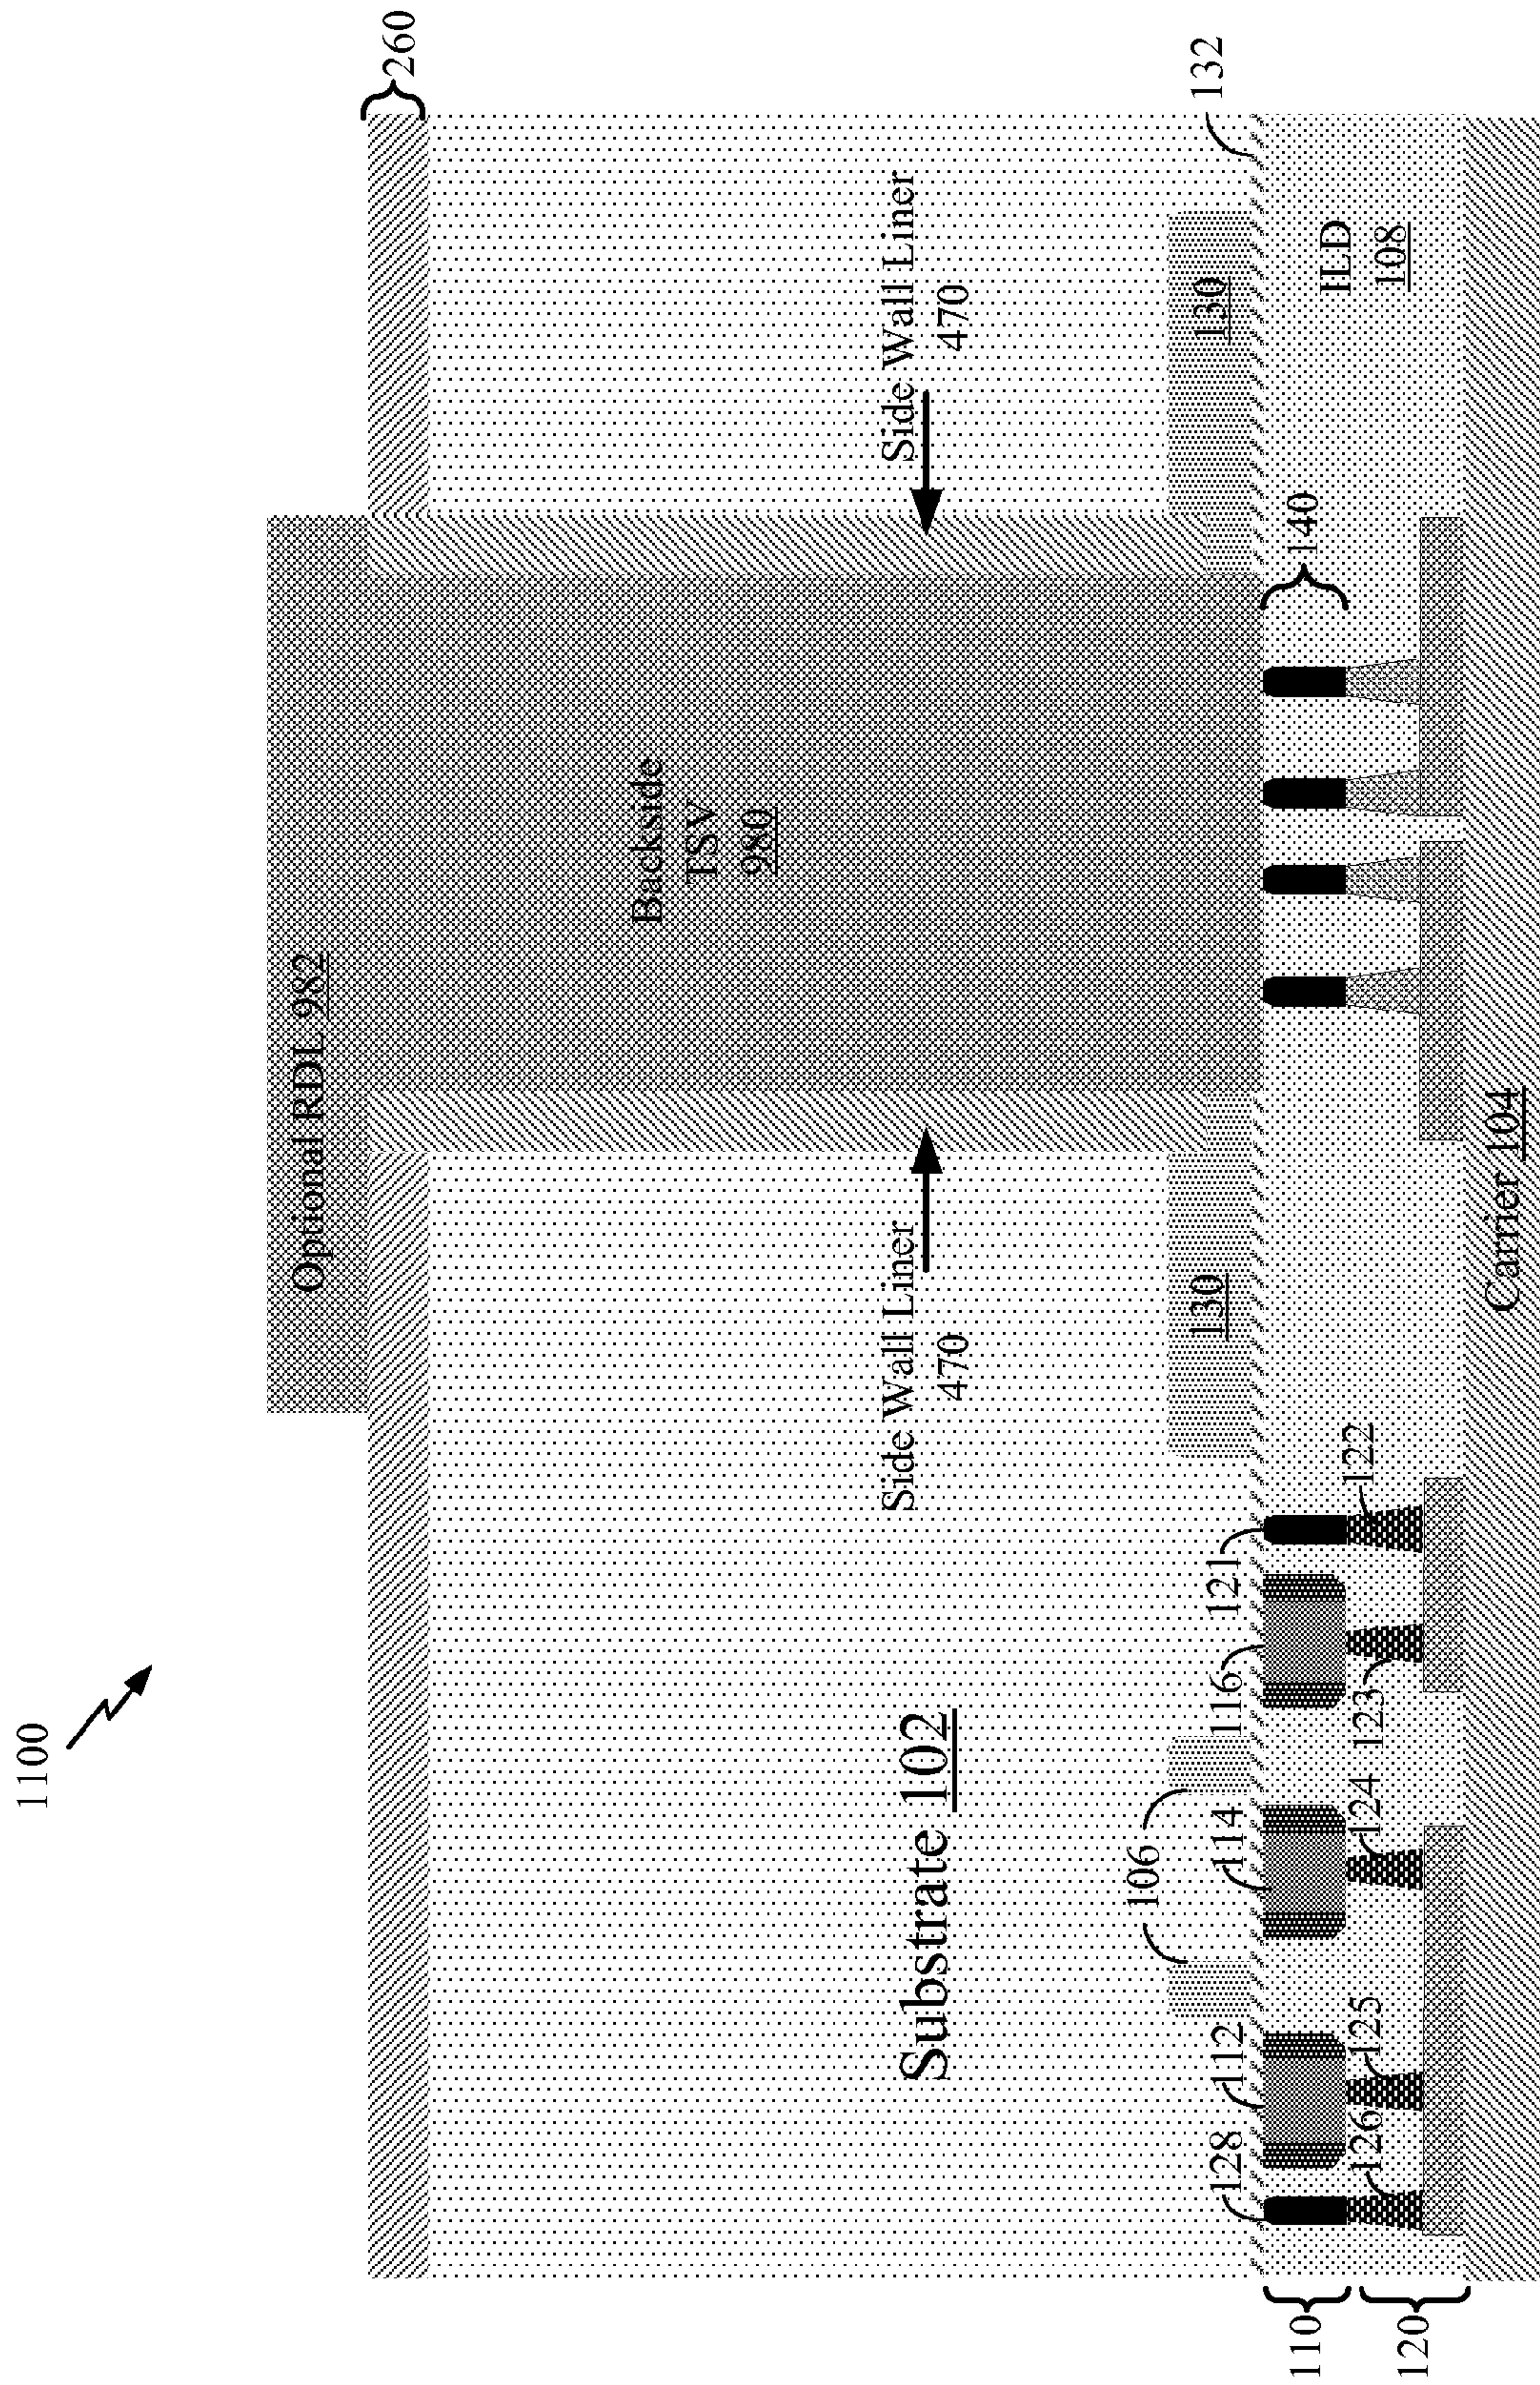 1100
260
Optional RDL 982
Backside
TSV
980
Side Wall Liner
470
Side Wall Liner
470
Substrate 102
132
130
130
106
128
112
114
116
121
ILD
108
140
110
126
125
124
123
122
120
Carrier 104